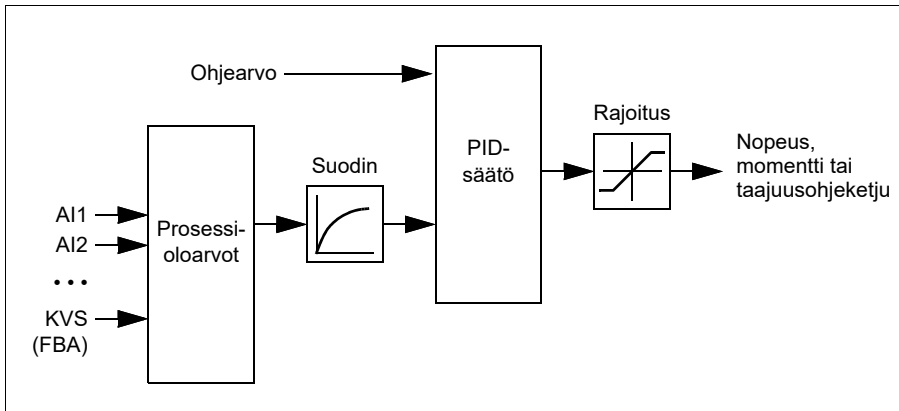 Ohjearvo
AI1
AI2
• • •
KVS
(FBA)
Prosessi-
oloarvot
Suodin
PID-
säätö
Rajoitus
Nopeus,
momentti tai
taajuusohjeketju